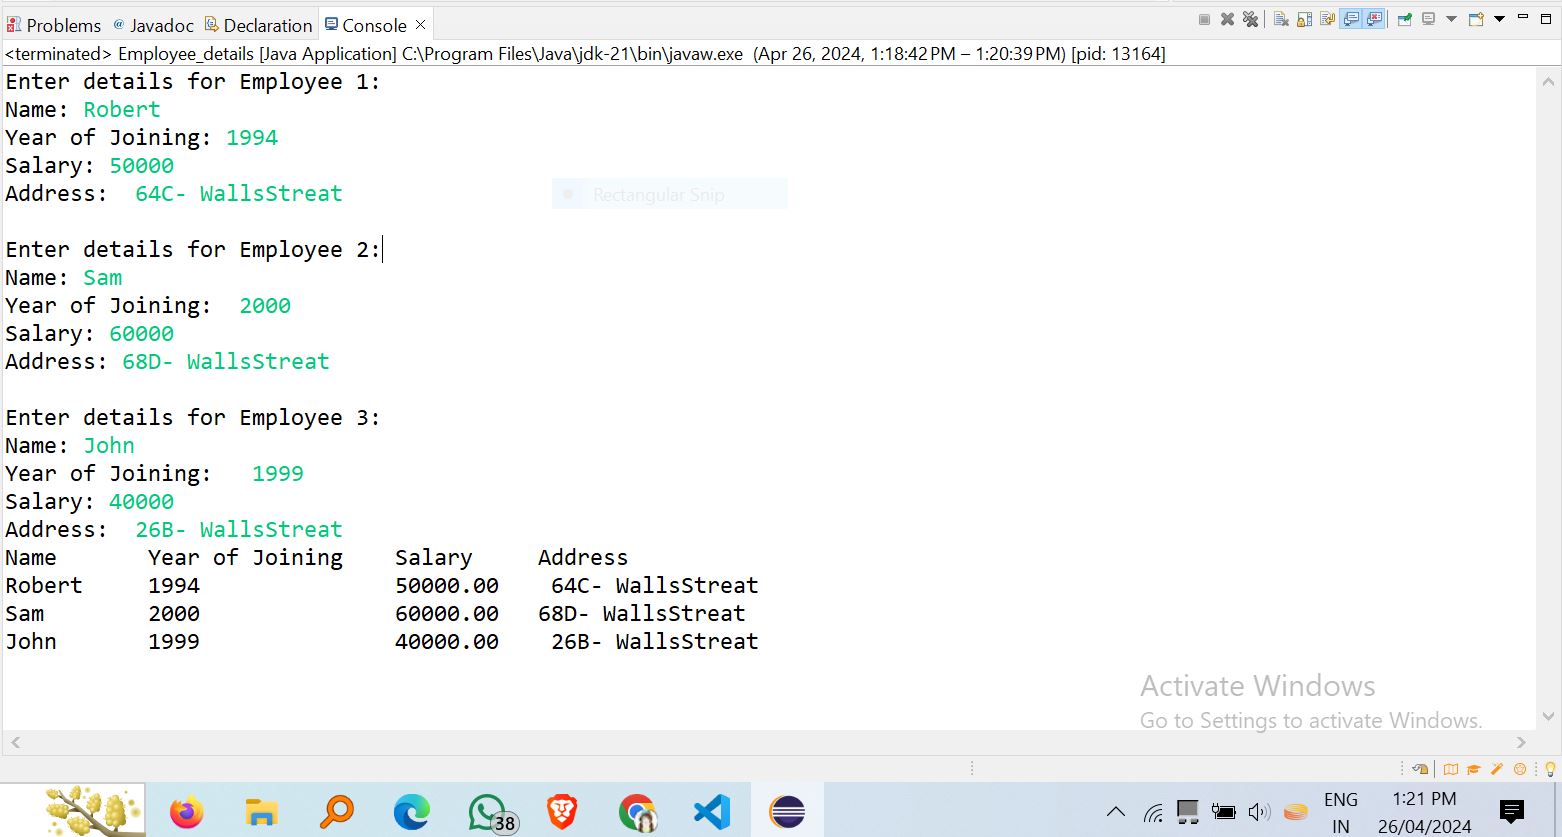 Problems @ Javadoc Declaration Console
<terminated> Employee_details [Java Application] C:\Program Files\Java\jdk-21\bin\javaw.exe (Apr 26, 2024, 1:18:42 PM – 1:20:39 PM) [pid: 13164]
Enter details for Employee 1:
Name: Robert
Year of Joining: 1994
Salary: 50000
Address:  64C- WallsStreat
Rectangular Snip
Enter details for Employee 2:
Name: Sam
Year of Joining:  2000
Salary: 60000
Address: 68D- WallsStreat
Enter details for Employee 3:
Name: John
Year of Joining:   1999
Salary: 40000
Address:  26B- WallsStreat
Name       Year of Joining    Salary     Address
Robert     1994               50000.00    64C- WallsStreat
Sam        2000               60000.00   68D- WallsStreat
John       1999               40000.00    26B- WallsStreat
Activate Windows
Go to Settings to activate Windows.
38
ENG
IN
1:21 PM
26/04/2024